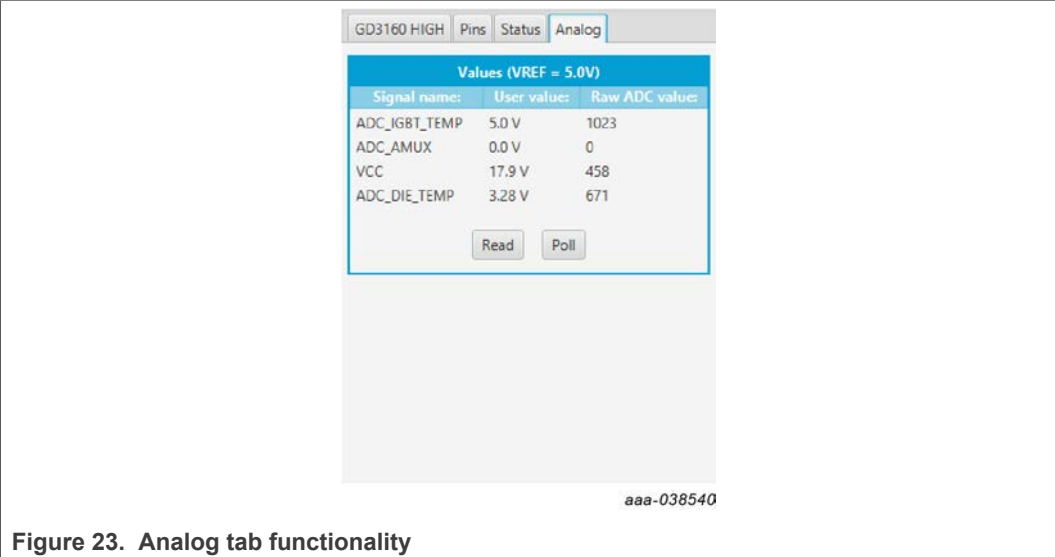 GD3160 HIGH Pins Status Analog
Values (VREF = 5.0V)
Signal name: User value: Raw ADC value:
ADC_IGBT_TEMP 5.0 V 1023
ADC_AMUX 0.0 V 0
VCC 17.9 V 458
ADC_DIE_TEMP 3.28 V 671
Read Poll
aaa-038540
Figure 23. Analog tab functionality